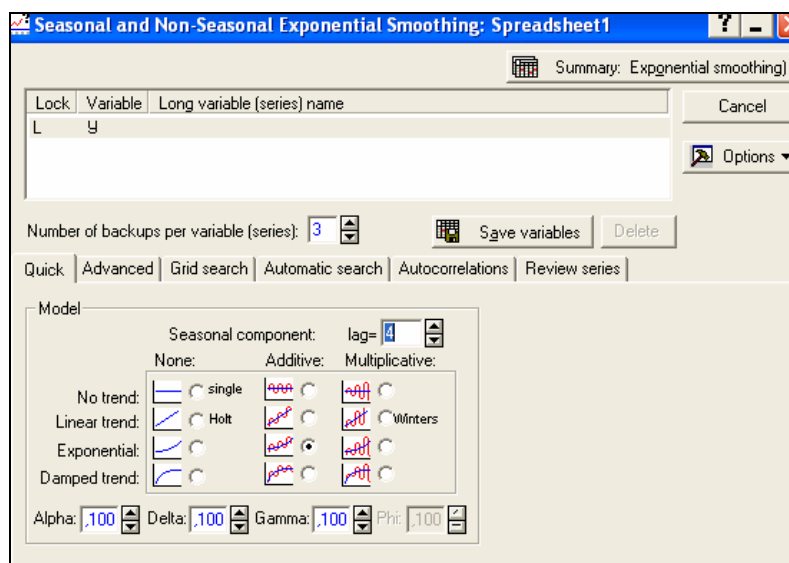 Seasonal and Non-Seasonal Exponential Smoothing: Spreadsheet1
Summary: Exponential smoothing)
Lock Variable Long variable (series) name
Cancel
L y
Options
Number of backups per variable (series): 3 Save variables Delete
Quick Advanced Grid search Automatic search Autocorrelations Review series
Model
Seasonal component: lag= 4
None: Additive: Multiplicative:
No trend: single
Linear trend: Holt Winters
Exponential:
Damped trend:
Alpha: ,100 Delta: ,100 Gamma: ,100 Phi: ,100